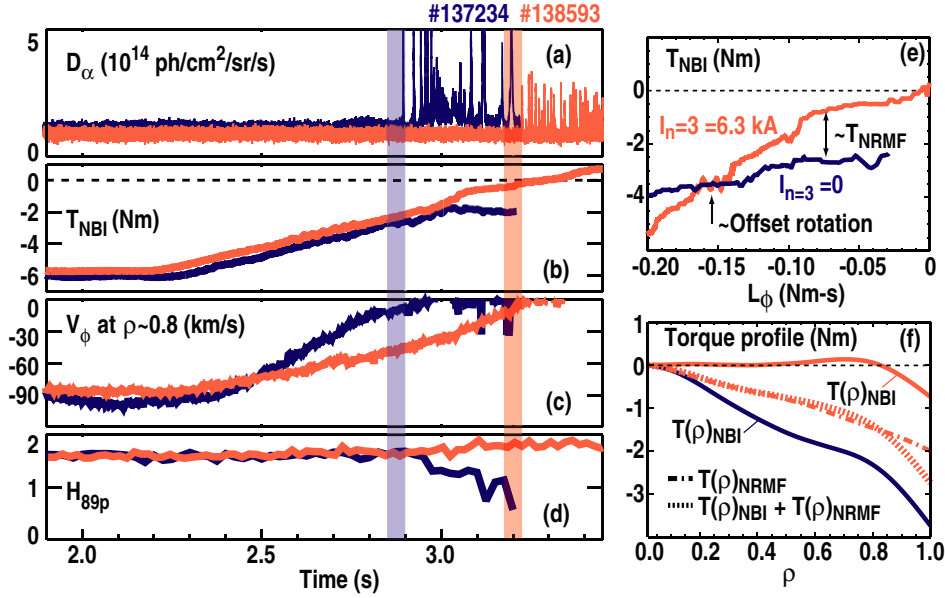 #137234 #138593
5
D_α (10^14 ph/cm²/sr/s)
(a)
0
0
-2
T_NBI (Nm)
-4
(b)
-6
0
V_ϕ at ρ~0.8 (km/s)
-30
-60
(c)
-90
2
1
H_89p
(d)
0
2.0 2.5 3.0
Time (s)
T_NBI (Nm)
(e)
0
I_n=3 =6.3 kA
~T_NRMF
-2
I_n=3 =0
-4
~Offset rotation
-6
-0.20 -0.15 -0.10 -0.05 0
L_ϕ (Nm-s)
1
Torque profile (Nm)
(f)
0
T(ρ)_NBI
-1
T(ρ)_NBI
-2
T(ρ)_NRMF
-3
T(ρ)_NBI + T(ρ)_NRMF
0.0 0.2 0.4 0.6 0.8 1.0
ρ